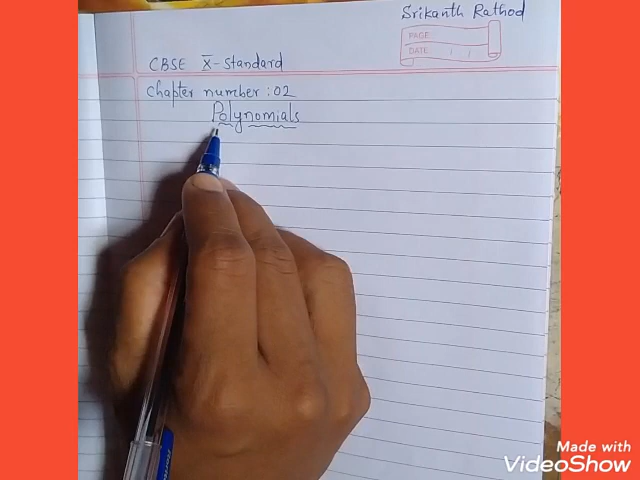 Srikanth Rathod
PAGE:
DATE: / /
CBSE X-Standard
Chapter number : 02
Polynomials
Made with
VideoShow